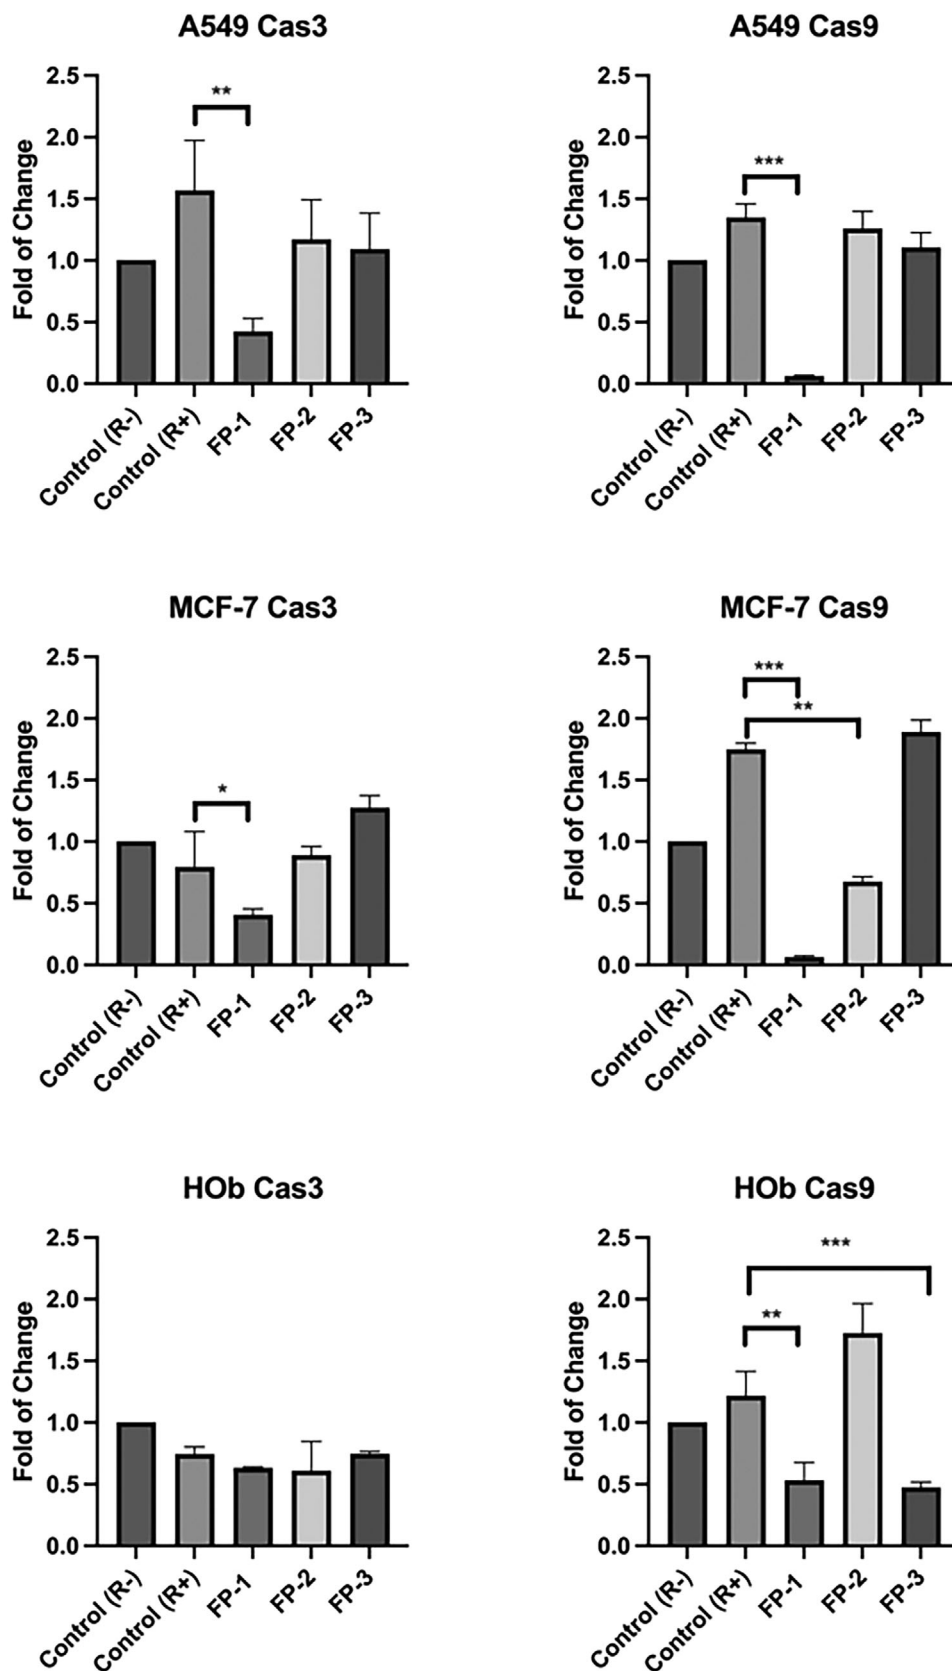 A549 Cas3
Fold of Change
2.5
2.0
1.5
1.0
0.5
0.0
**
Control (R-)
Control (R+)
FP-1
FP-2
FP-3
A549 Cas9
Fold of Change
2.5
2.0
1.5
1.0
0.5
0.0
***
Control (R-)
Control (R+)
FP-1
FP-2
FP-3
MCF-7 Cas3
Fold of Change
2.5
2.0
1.5
1.0
0.5
0.0
*
Control (R-)
Control (R+)
FP-1
FP-2
FP-3
MCF-7 Cas9
Fold of Change
2.5
2.0
1.5
1.0
0.5
0.0
***
**
Control (R-)
Control (R+)
FP-1
FP-2
FP-3
HOb Cas3
Fold of Change
2.5
2.0
1.5
1.0
0.5
0.0
Control (R-)
Control (R+)
FP-1
FP-2
FP-3
HOb Cas9
Fold of Change
2.5
2.0
1.5
1.0
0.5
0.0
***
**
Control (R-)
Control (R+)
FP-1
FP-2
FP-3